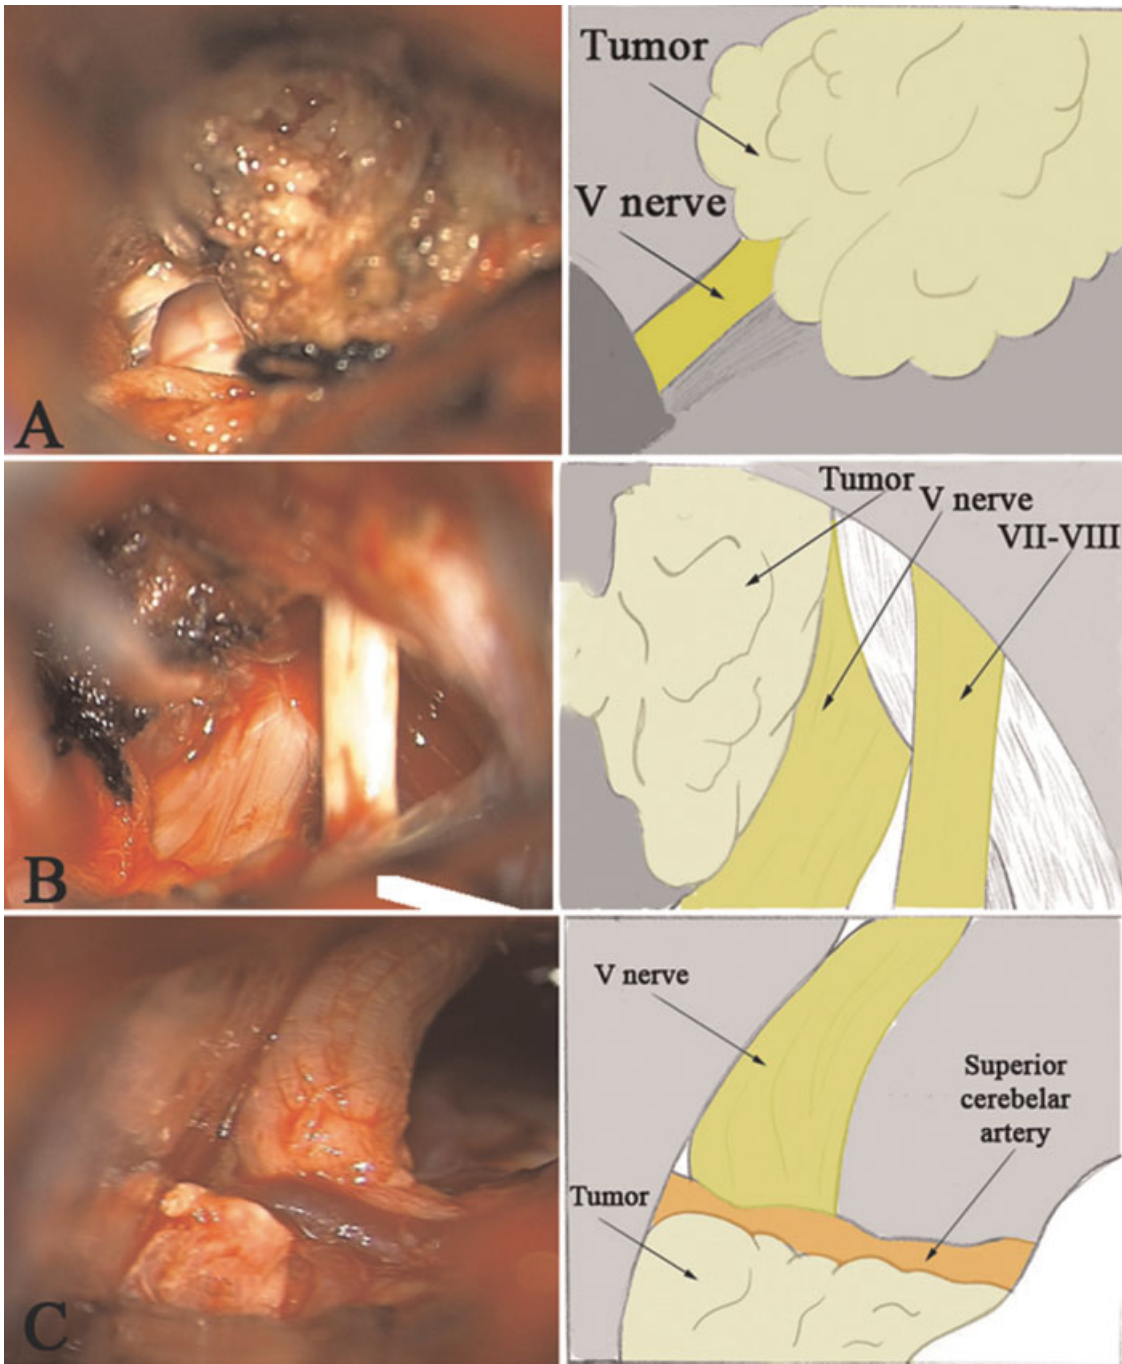 Tumor
V nerve
A
Tumor
V nerve
VII-VIII
B
V nerve
Superior
cerebelar
artery
Tumor
C